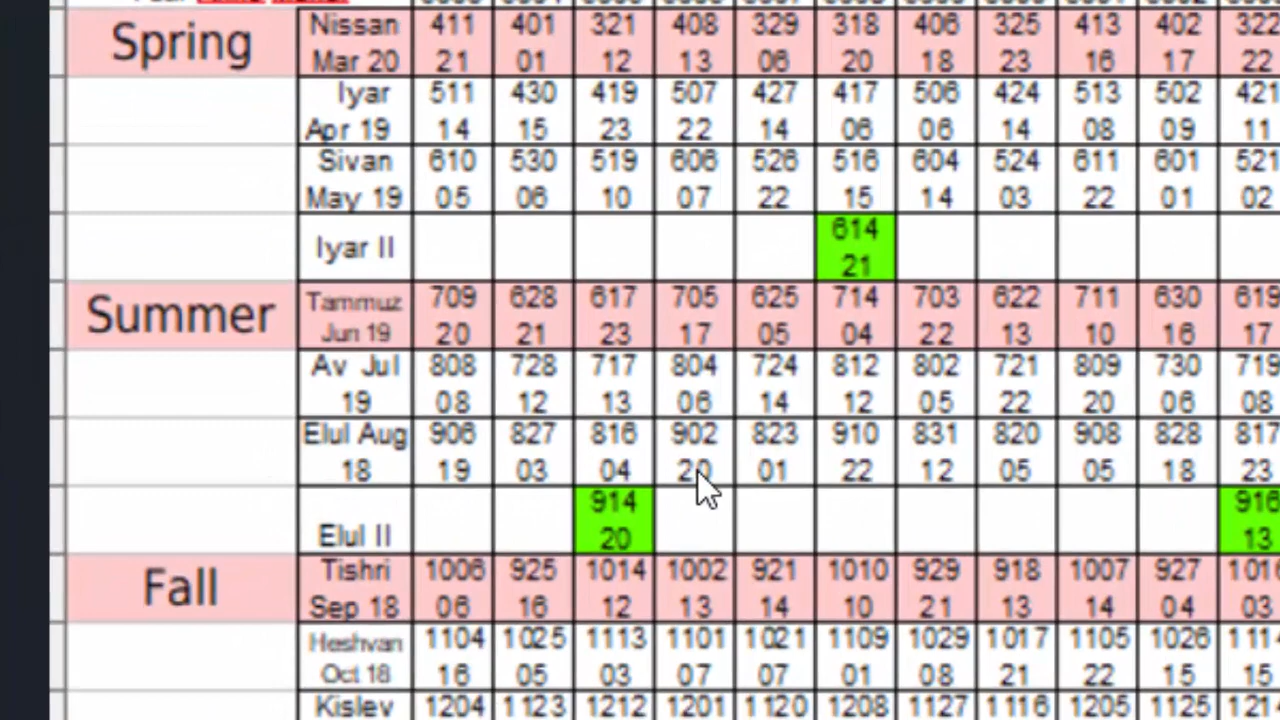 Spring Nissan 411 401 321 408 329 318 406 325 413 402 322
Mar 20 21 01 12 13 06 20 18 23 16 17 22
Iyar 511 430 419 507 427 417 506 424 513 502 421
Apr 19 14 15 23 22 14 06 06 14 08 09 11
Sivan 610 530 519 606 526 516 604 524 611 601 521
May 19 05 06 10 07 22 15 14 03 22 01 02
Iyar II 614
21
Summer Tammuz 709 628 617 705 625 714 703 622 711 630 619
Jun 19 20 21 23 17 05 04 22 13 10 16 17
Av Jul 808 728 717 804 724 812 802 721 809 730 719
19 08 12 13 06 14 12 05 22 20 06 08
Elul Aug 906 827 816 902 823 910 831 820 908 828 817
18 19 03 04 20 01 22 12 05 05 18 23
914 916
Elul II 20 13
Fall Tishri 1006 925 1014 1002 921 1010 929 918 1007 927
Sep 18 06 16 12 13 14 10 21 13 14 04 03
Heshvan 1104 1025 1113 1101 1021 1109 1029 1017 1105 1026
Oct 18 16 05 03 07 07 01 08 21 22 15 15
Kislev 1204 1123 1212 1201 1120 1208 1127 1116 1205 1125